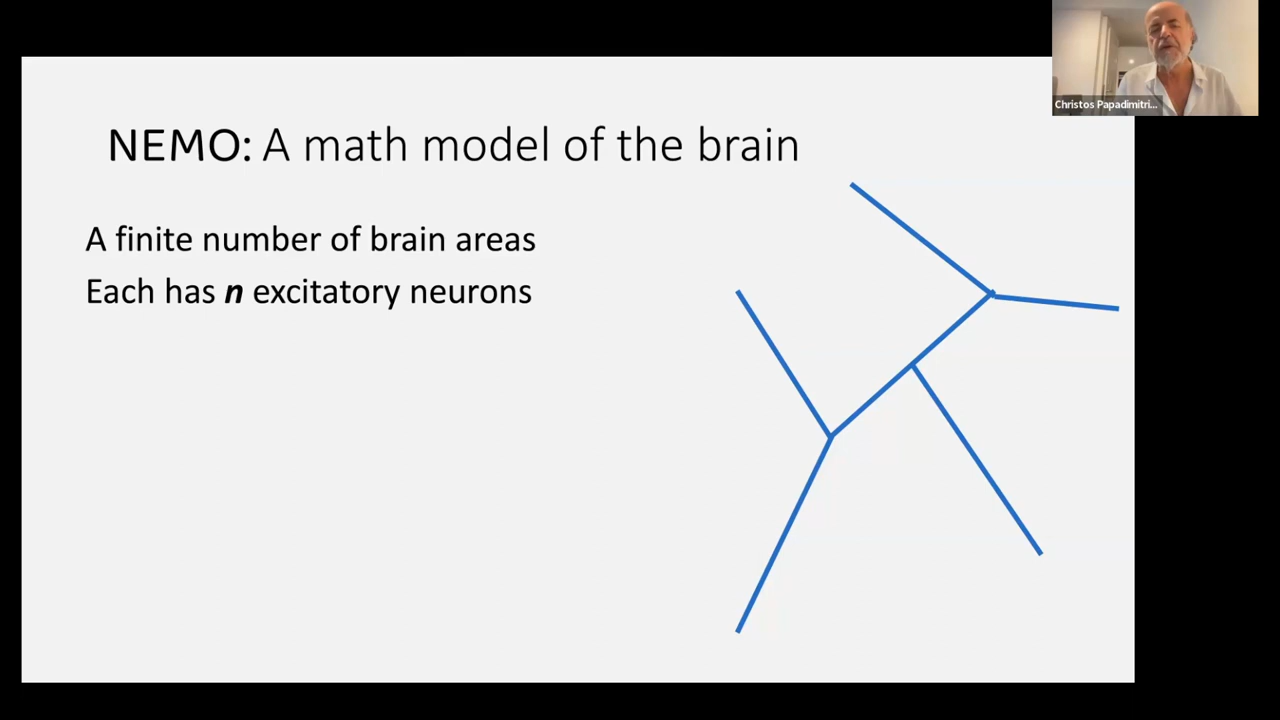 Christos Papadimitri...
NEMO: A math model of the brain
A finite number of brain areas
Each has n excitatory neurons